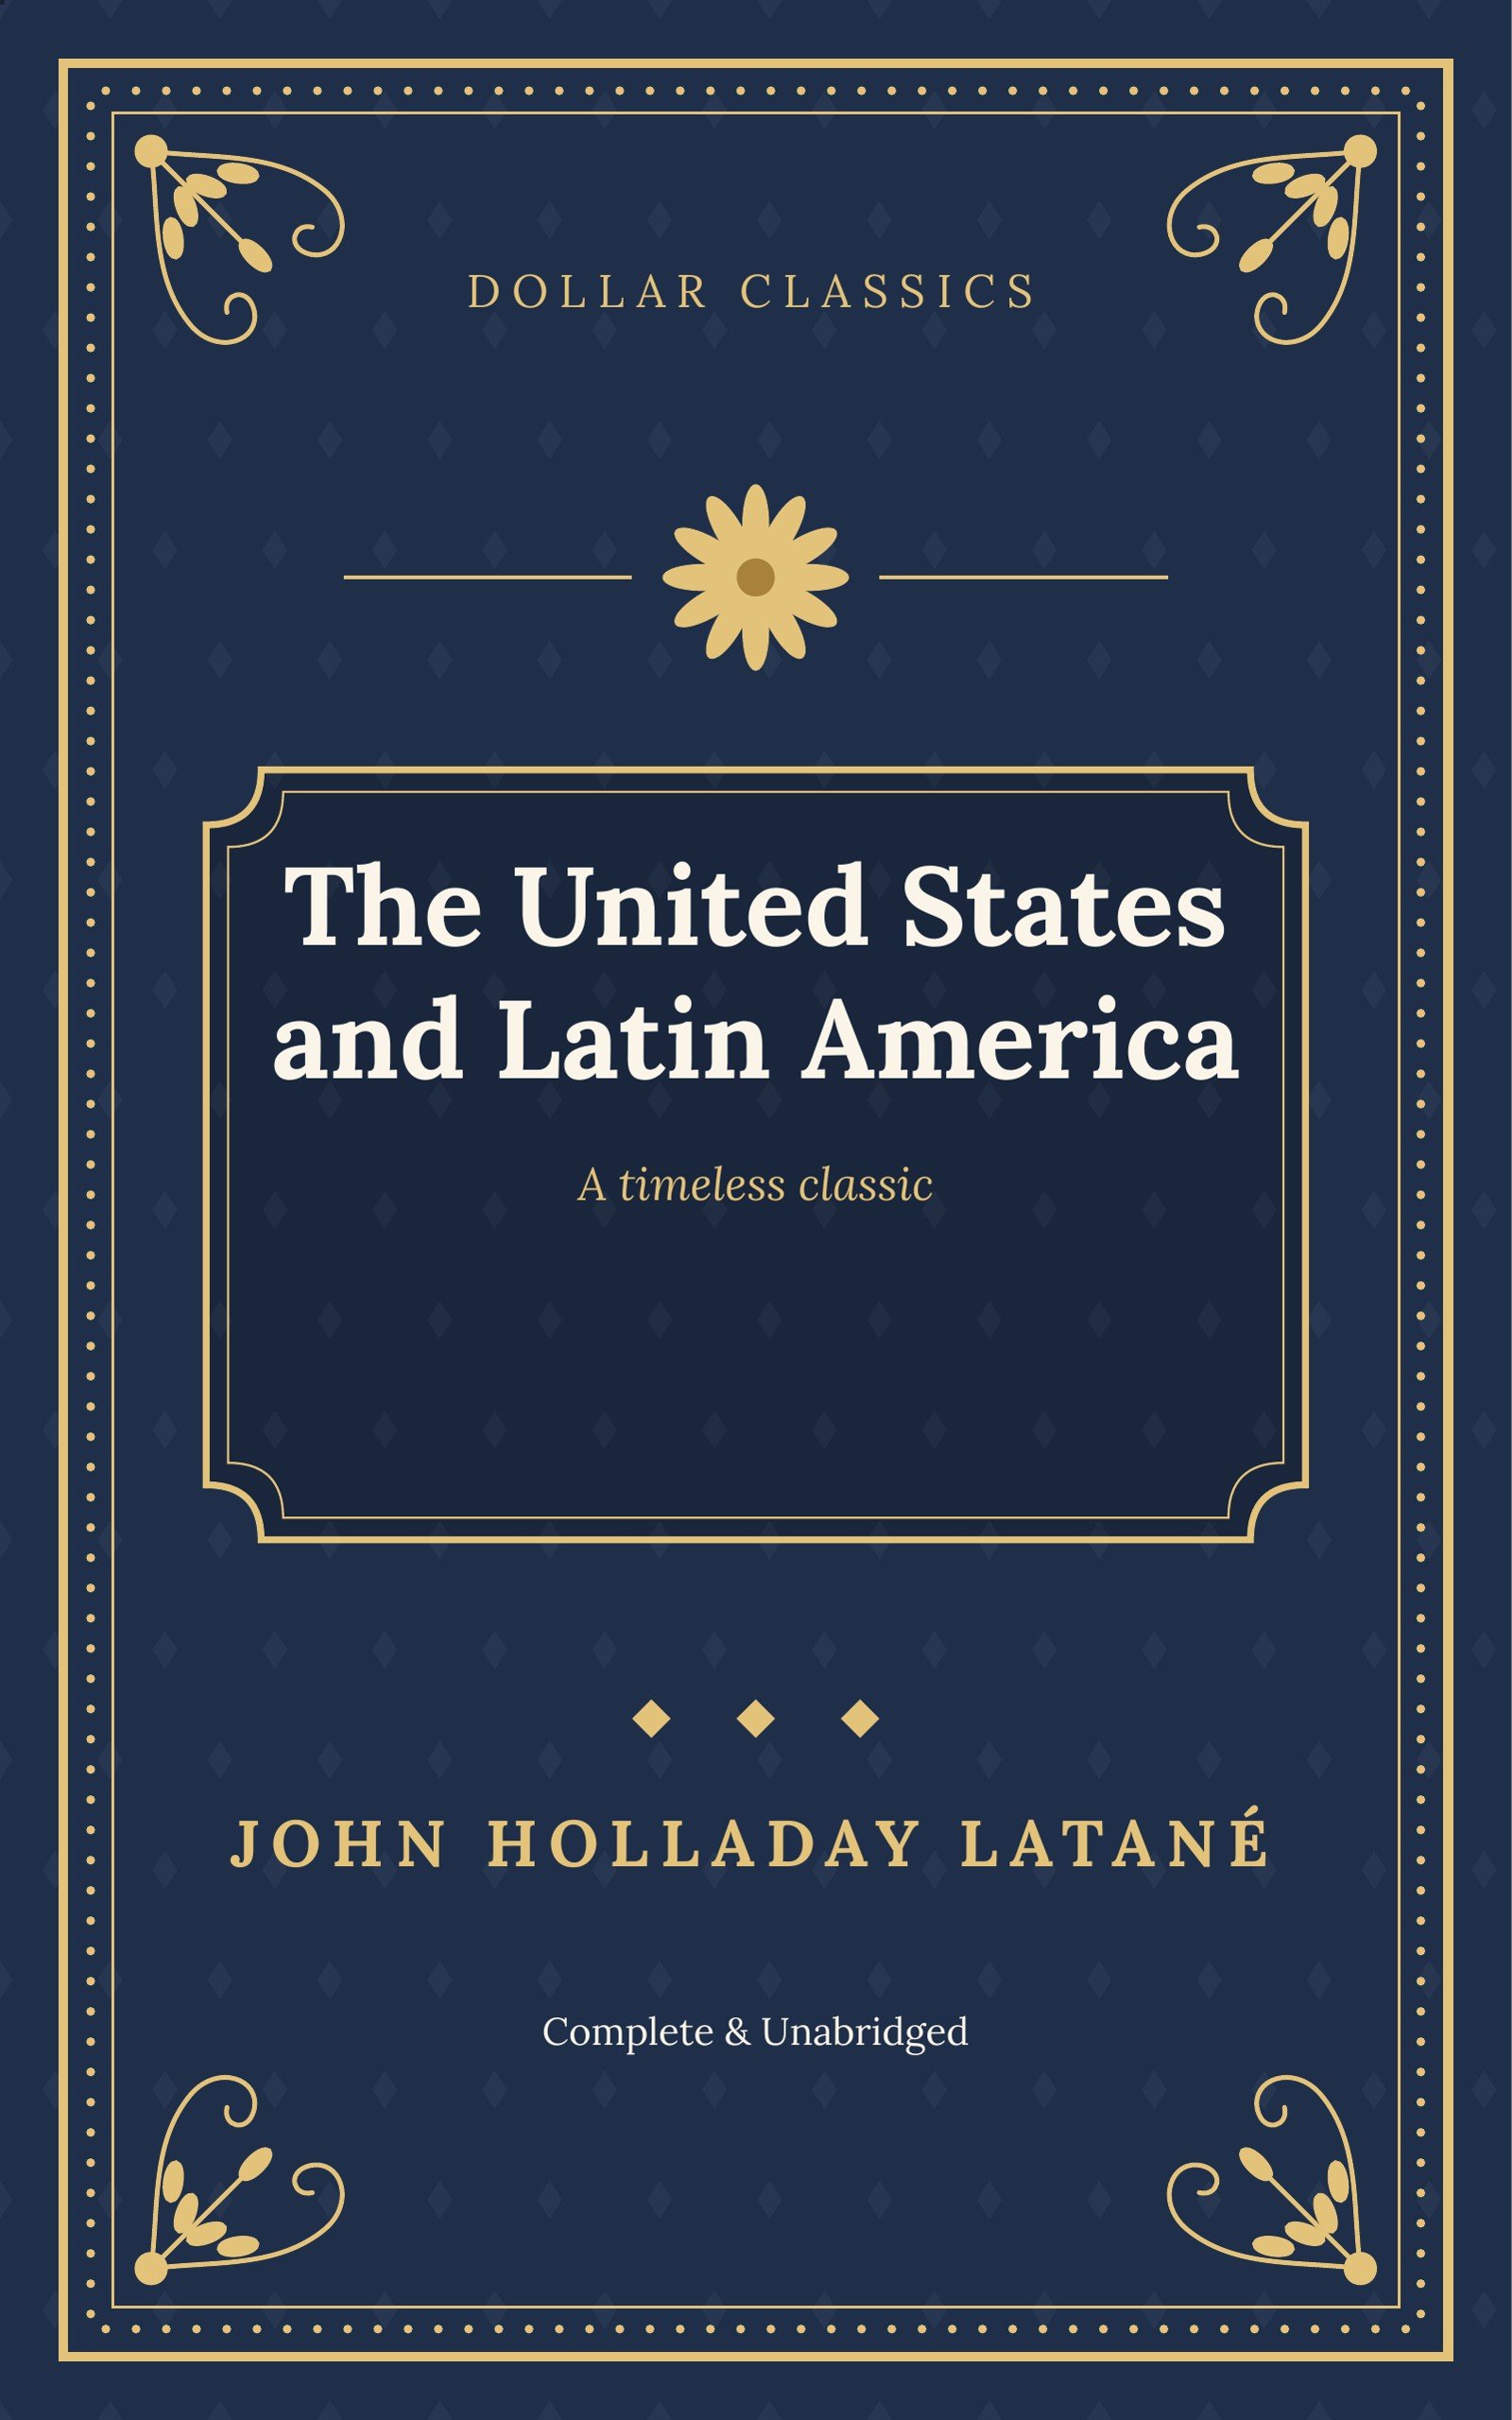 DOLLAR CLASSICS
The United States
and Latin America
A timeless classic
JOHN HOLLADAY LATANÉ
Complete & Unabridged